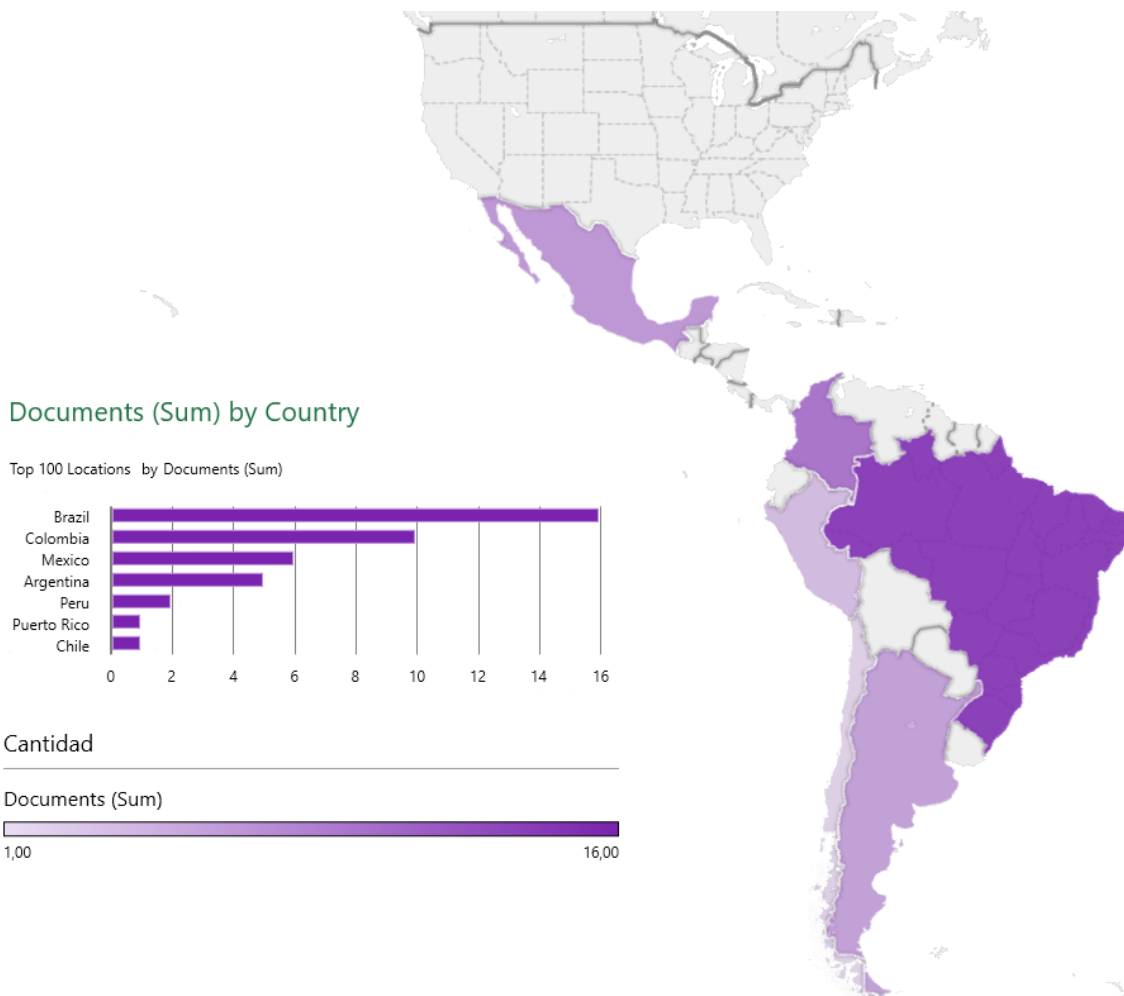 Documents (Sum) by Country
Top 100 Locations by Documents (Sum)
Brazil
Colombia
Mexico
Argentina
Peru
Puerto Rico
Chile
0 2 4 6 8 10 12 14 16
Cantidad
Documents (Sum)
1,00 16,00